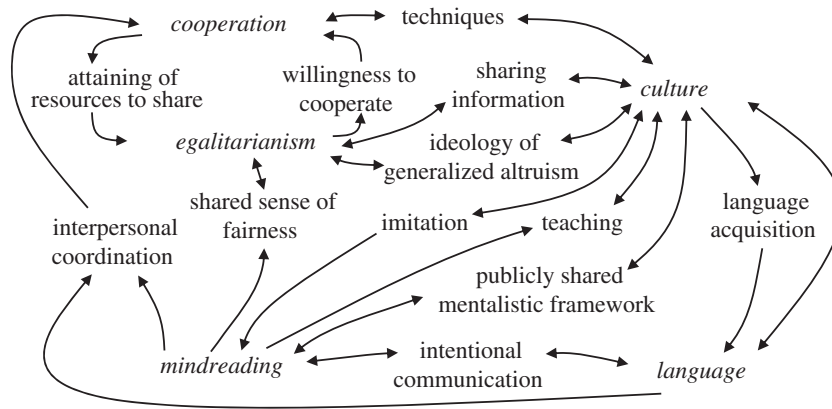 cooperation
techniques
attaining of
resources to share
willingness to
cooperate
sharing
information
culture
egalitarianism
ideology of
generalized altruism
interpersonal
coordination
shared sense of
fairness
imitation
teaching
language
acquisition
publicly shared
mentalistic framework
mindreading
intentional
communication
language